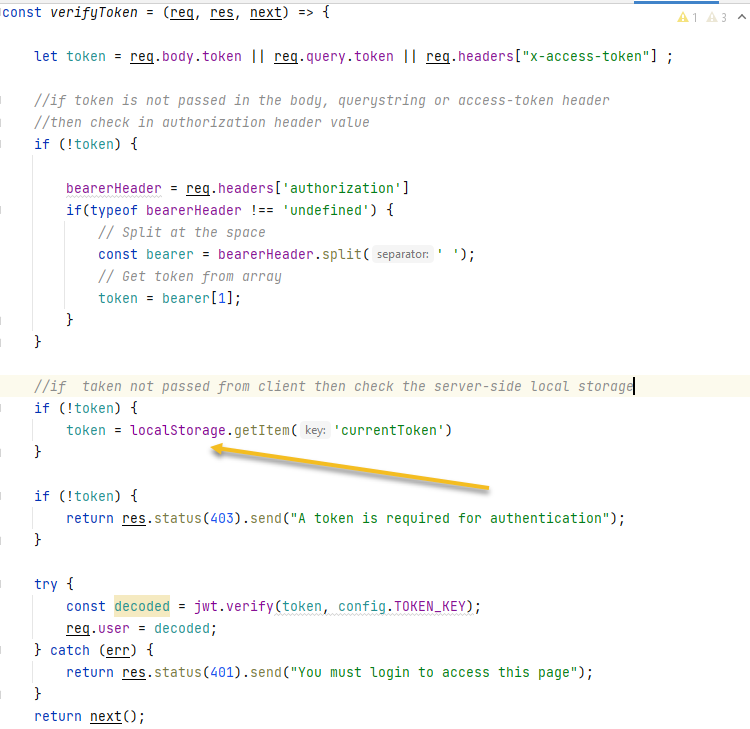 1 3
const verifyToken = (req, res, next) => {
let token = req.body.token || req.query.token || req.headers["x-access-token"] ;
//if token is not passed in the body, querystring or access-token header
//then check in authorization header value
if (!token) {
bearerHeader = req.headers['authorization']
if(typeof bearerHeader !== 'undefined') {
// Split at the space
const bearer = bearerHeader.split( separator: ' ');
// Get token from array
token = bearer[1];
}
}
//if  taken not passed from client then check the server-side local storage
if (!token) {
token = localStorage.getItem( key: 'currentToken')
}
if (!token) {
return res.status(403).send("A token is required for authentication");
}
try {
const decoded = jwt.verify(token, config.TOKEN_KEY);
req.user = decoded;
} catch (err) {
return res.status(401).send("You must login to access this page");
}
return next();